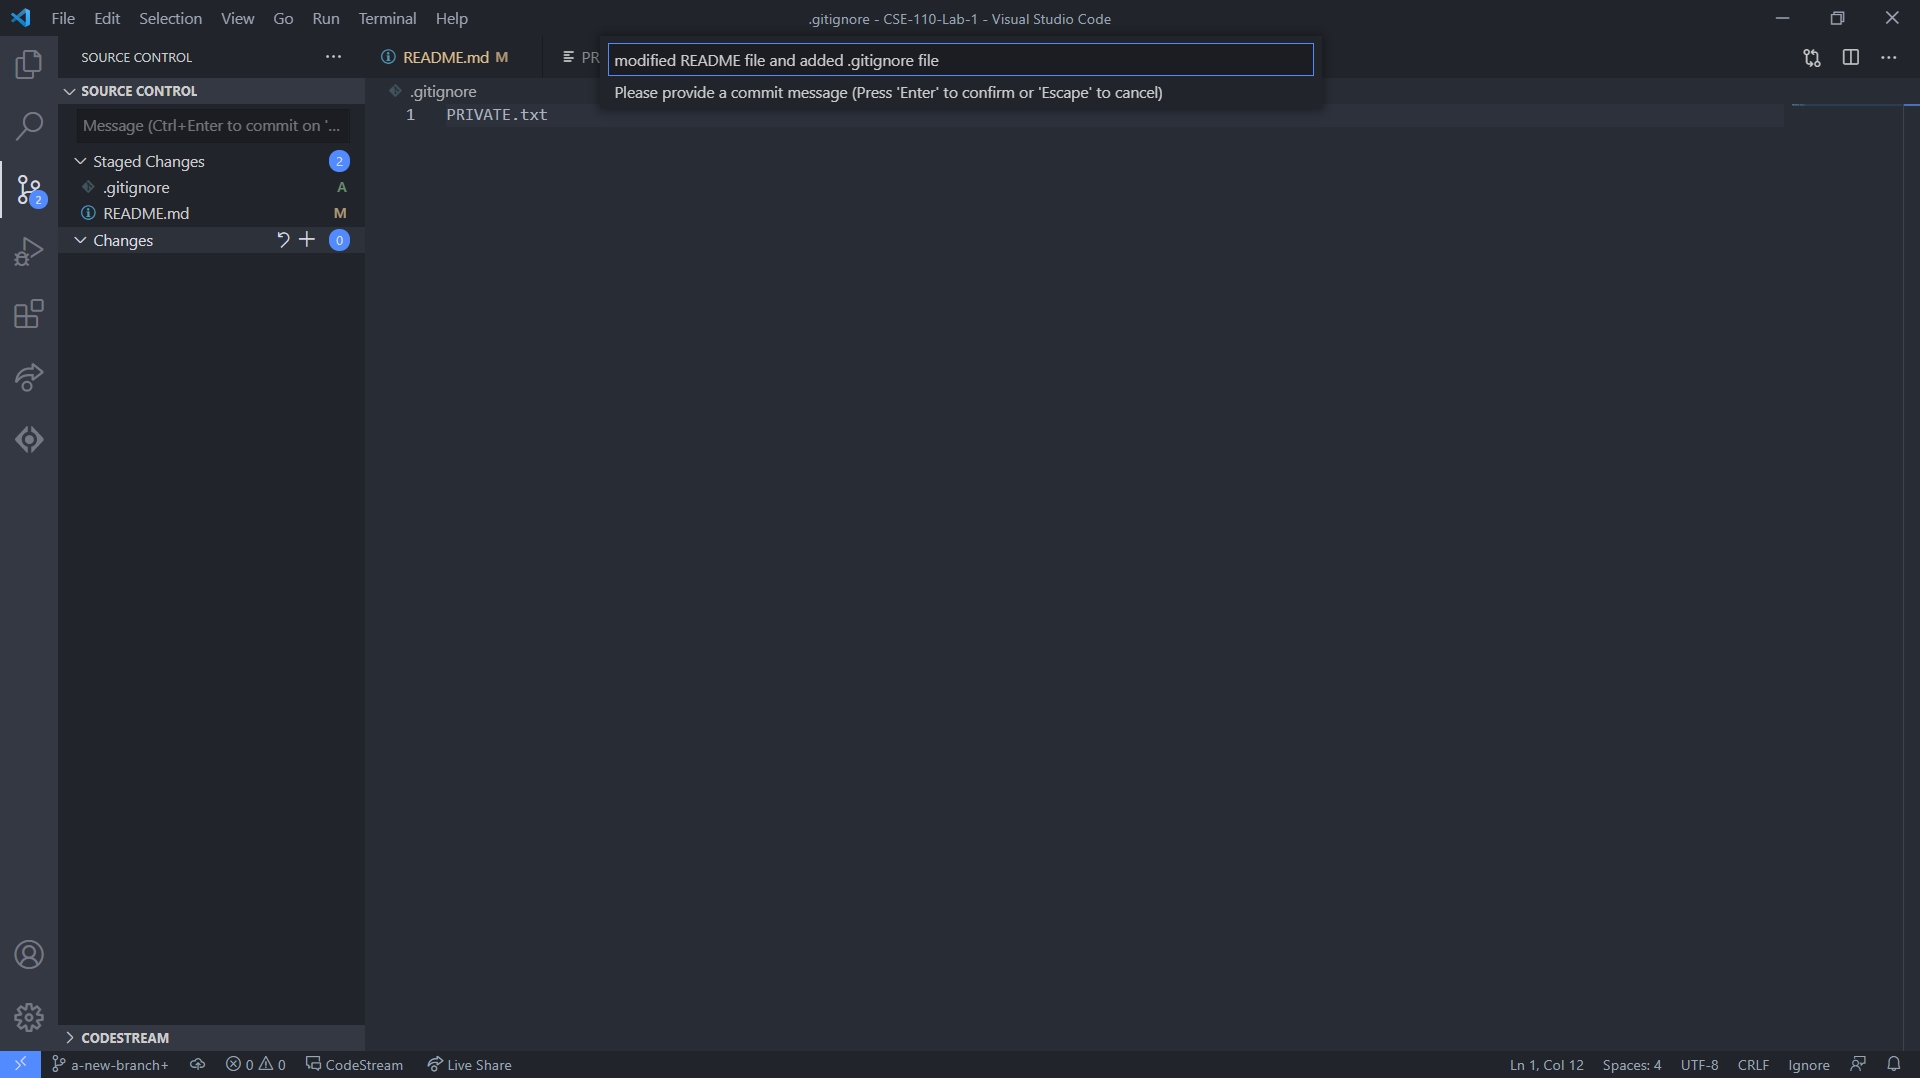 File Edit Selection View Go Run Terminal Help .gitignore - CSE-110-Lab-1 - Visual Studio Code
SOURCE CONTROL ··· README.md M PR
modified README file and added .gitignore file
Please provide a commit message (Press 'Enter' to confirm or 'Escape' to cancel)
SOURCE CONTROL
.gitignore
1 PRIVATE.txt
Message (Ctrl+Enter to commit on '...
Staged Changes 2
.gitignore A
README.md M
Changes 0
2
CODESTREAM
a-new-branch+ 0 0 CodeStream Live Share Ln 1, Col 12 Spaces: 4 UTF-8 CRLF Ignore